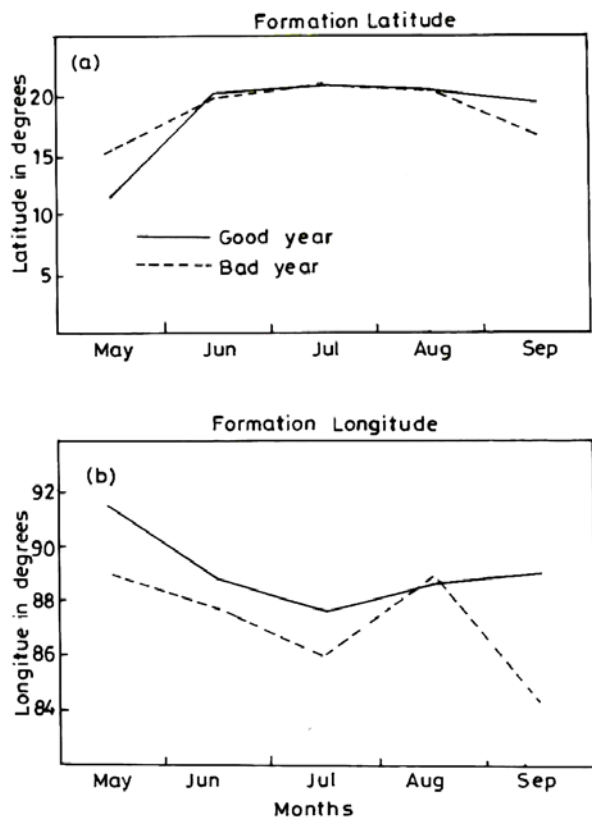 Formation Latitude
(a)
Latitude in degrees
20
15
10
5
Good year
Bad year
May Jun Jul Aug Sep
Formation Longitude
(b)
Longitue in degrees
92
90
88
86
84
May Jun Jul Aug Sep
Months